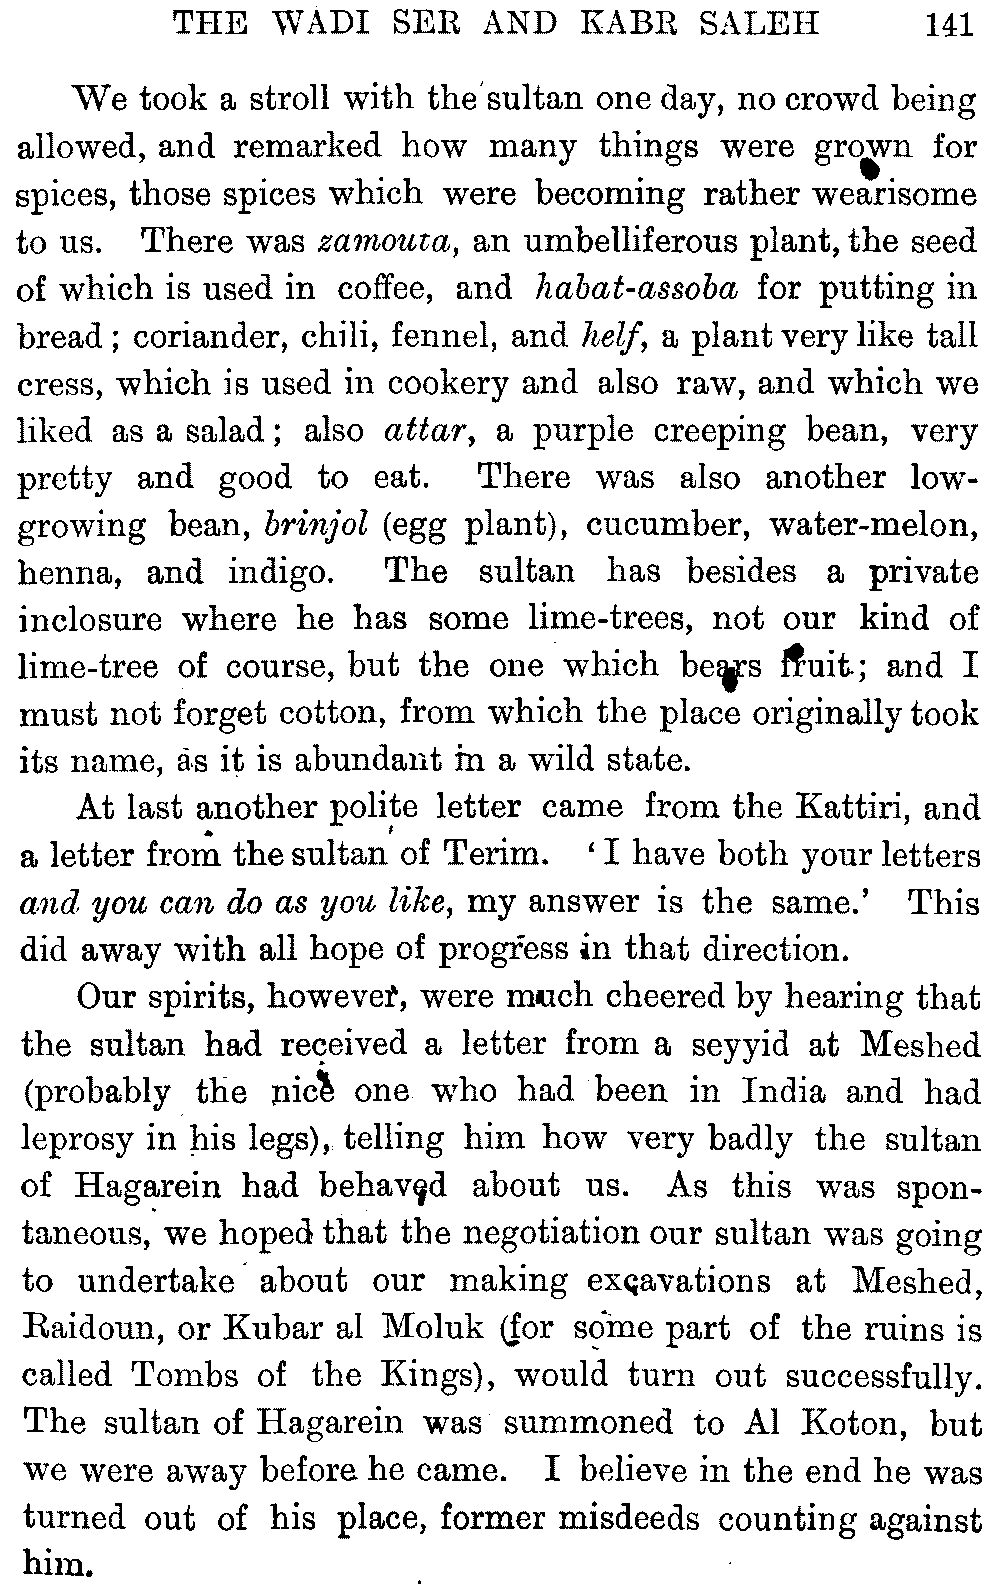 THE WADI SER AND KABR SALEH 141
We took a stroll with the sultan one day, no crowd being
allowed, and remarked how many things were grown for
spices, those spices which were becoming rather wearisome
to us. There was zamouta, an umbelliferous plant, the seed
of which is used in coffee, and habat-assoba for putting in
bread; coriander, chili, fennel, and helf, a plant very like tall
cress, which is used in cookery and also raw, and which we
liked as a salad; also attar, a purple creeping bean, very
pretty and good to eat. There was also another low-
growing bean, brinjol (egg plant), cucumber, water-melon,
henna, and indigo. The sultan has besides a private
inclosure where he has some lime-trees, not our kind of
lime-tree of course, but the one which bears fruit; and I
must not forget cotton, from which the place originally took
its name, as it is abundant in a wild state.
At last another polite letter came from the Kattiri, and
a letter from the sultan of Terim. ‘I have both your letters
and you can do as you like, my answer is the same.’ This
did away with all hope of progress in that direction.
Our spirits, however, were much cheered by hearing that
the sultan had received a letter from a seyyid at Meshed
(probably the nice one who had been in India and had
leprosy in his legs), telling him how very badly the sultan
of Hagarein had behaved about us. As this was spon-
taneous, we hoped that the negotiation our sultan was going
to undertake about our making excavations at Meshed,
Raidoun, or Kubar al Moluk (for some part of the ruins is
called Tombs of the Kings), would turn out successfully.
The sultan of Hagarein was summoned to Al Koton, but
we were away before he came. I believe in the end he was
turned out of his place, former misdeeds counting against
him.